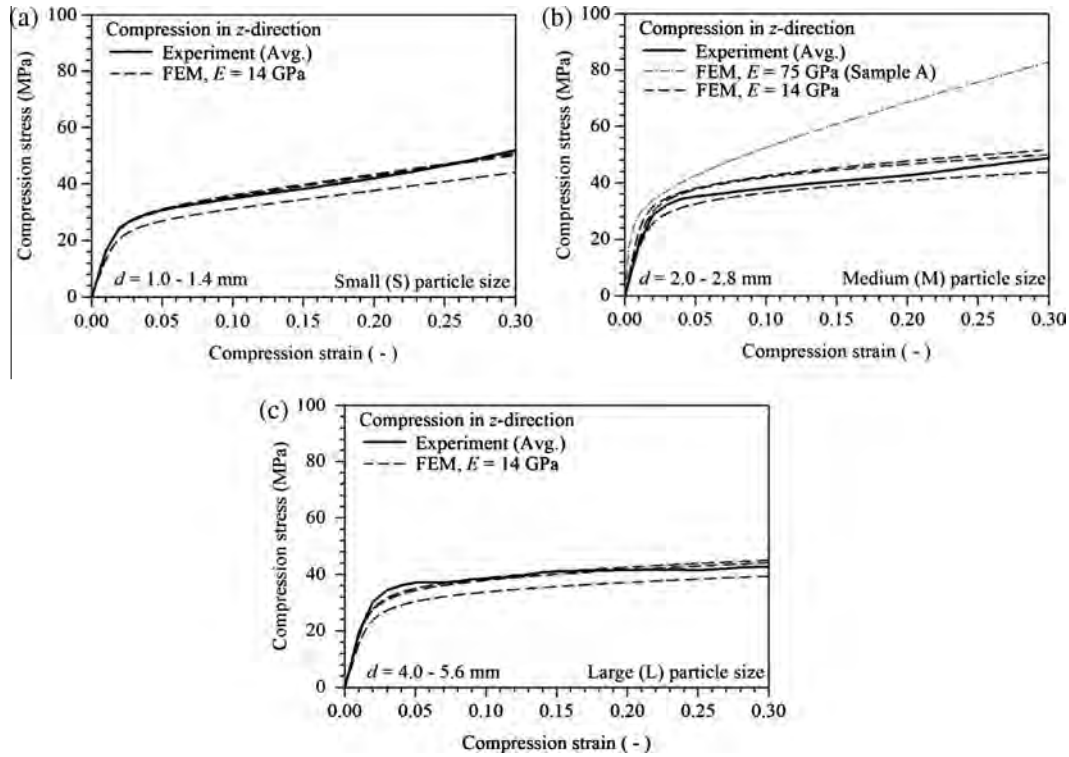 (a)
100
80
60
40
20
0
Compression stress (MPa)
Compression in z-direction
Experiment (Avg.)
FEM, E = 14 GPa
d = 1.0 - 1.4 mm
Small (S) particle size
0.00 0.05 0.10 0.15 0.20 0.25 0.30
Compression strain ( - )
(b)
100
80
60
40
20
0
Compression stress (MPa)
Compression in z-direction
Experiment (Avg.)
FEM, E = 75 GPa (Sample A)
FEM, E = 14 GPa
d = 2.0 - 2.8 mm
Medium (M) particle size
0.00 0.05 0.10 0.15 0.20 0.25 0.30
Compression strain ( - )
(c)
100
80
60
40
20
0
Compression stress (MPa)
Compression in z-direction
Experiment (Avg.)
FEM, E = 14 GPa
d = 4.0 - 5.6 mm
Large (L) particle size
0.00 0.05 0.10 0.15 0.20 0.25 0.30
Compression strain ( - )